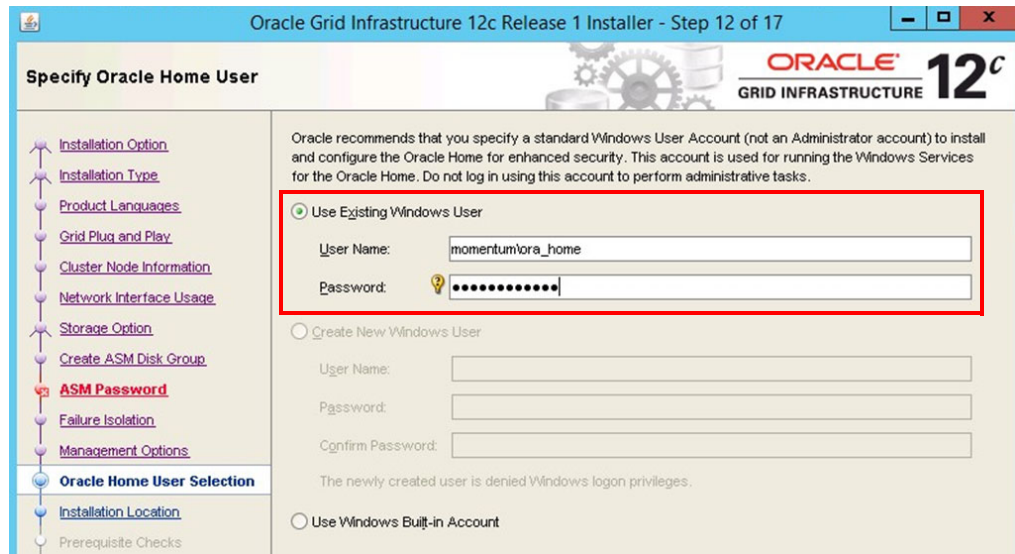 Oracle Grid Infrastructure 12c Release 1 Installer - Step 12 of 17
Specify Oracle Home User
ORACLE
GRID INFRASTRUCTURE
12c
Installation Option
Installation Type
Product Languages
Grid Plug and Play
Cluster Node Information
Network Interface Usage
Storage Option
Create ASM Disk Group
ASM Password
Failure Isolation
Management Options
Oracle Home User Selection
Installation Location
Prerequisite Checks
Oracle recommends that you specify a standard Windows User Account (not an Administrator account) to install
and configure the Oracle Home for enhanced security. This account is used for running the Windows Services
for the Oracle Home. Do not log in using this account to perform administrative tasks.
Use Existing Windows User
User Name: momentum\ora_home
Password: ••••••••••••
Create New Windows User
User Name:
Password:
Confirm Password:
The newly created user is denied Windows logon privileges.
Use Windows Built-in Account